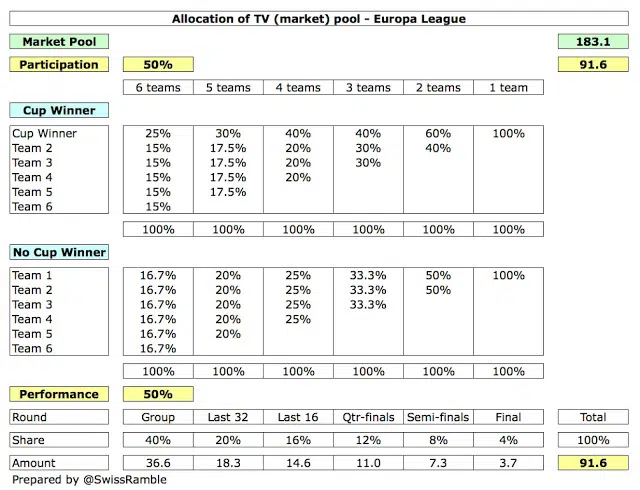 Allocation of TV (market) pool - Europa League
Market Pool 183.1
Participation 50% 91.6
6 teams 5 teams 4 teams 3 teams 2 teams 1 team
Cup Winner
Cup Winner 25% 30% 40% 40% 60% 100%
Team 2 15% 17.5% 20% 30% 40%
Team 3 15% 17.5% 20% 30%
Team 4 15% 17.5% 20%
Team 5 15% 17.5%
Team 6 15%
100% 100% 100% 100% 100% 100%
No Cup Winner
Team 1 16.7% 20% 25% 33.3% 50% 100%
Team 2 16.7% 20% 25% 33.3% 50%
Team 3 16.7% 20% 25% 33.3%
Team 4 16.7% 20% 25%
Team 5 16.7% 20%
Team 6 16.7%
100% 100% 100% 100% 100% 100%
Performance 50%
Round Group Last 32 Last 16 Qtr-finals Semi-finals Final Total
Share 40% 20% 16% 12% 8% 4% 100%
Amount 36.6 18.3 14.6 11.0 7.3 3.7 91.6
Prepared by @SwissRamble